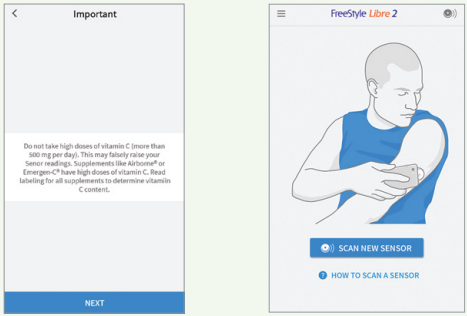 Important
Do not take high doses of vitamin C (more than
500 mg per day). This may falsely raise your
Senor readings. Supplements like Airborne® or
Emergen-C® have high doses of vitamin C. Read
labeling for all supplements to determine vitamiin
C content.
NEXT
FreeStyle Libre 2
SCAN NEW SENSOR
? HOW TO SCAN A SENSOR